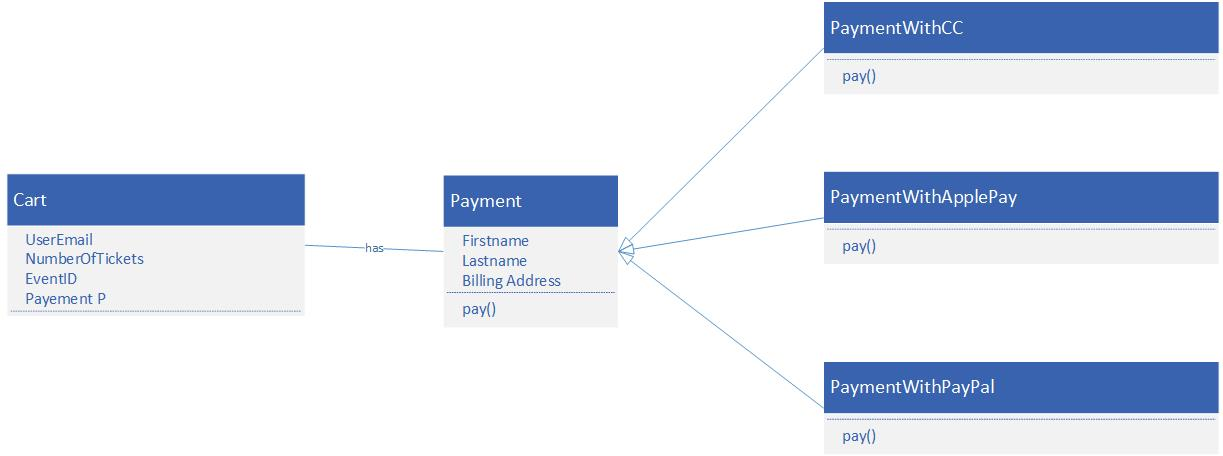 PaymentWithCC
pay()
Cart
UserEmail
NumberOfTickets
EventID
Payement P
has
Payment
Firstname
Lastname
Billing Address
pay()
PaymentWithApplePay
pay()
PaymentWithPayPal
pay()